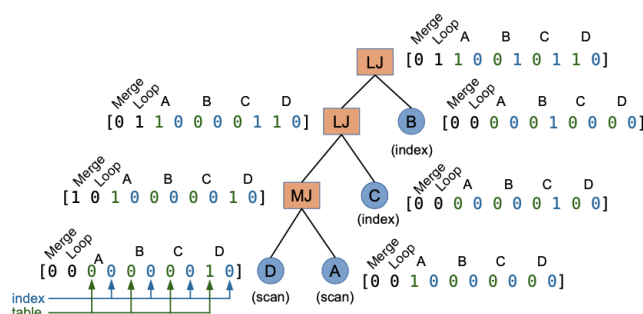 Merge Loop A B C D
LJ [0 1 1 0 0 1 0 1 1 0]
Merge Loop A B C D
[0 1 1 0 0 0 0 1 1 0] LJ
Merge Loop A B C D
B [0 0 0 0 0 1 0 0 0 0]
(index)
Merge Loop A B C D
[1 0 1 0 0 0 0 0 1 0] MJ
Merge Loop A B C D
C [0 0 0 0 0 0 0 1 0 0]
(index)
Merge Loop A B C D
[0 0 0 0 0 0 0 0 1 0] D
(scan)
Merge Loop A B C D
A [0 0 1 0 0 0 0 0 0 0]
(scan)
index
table